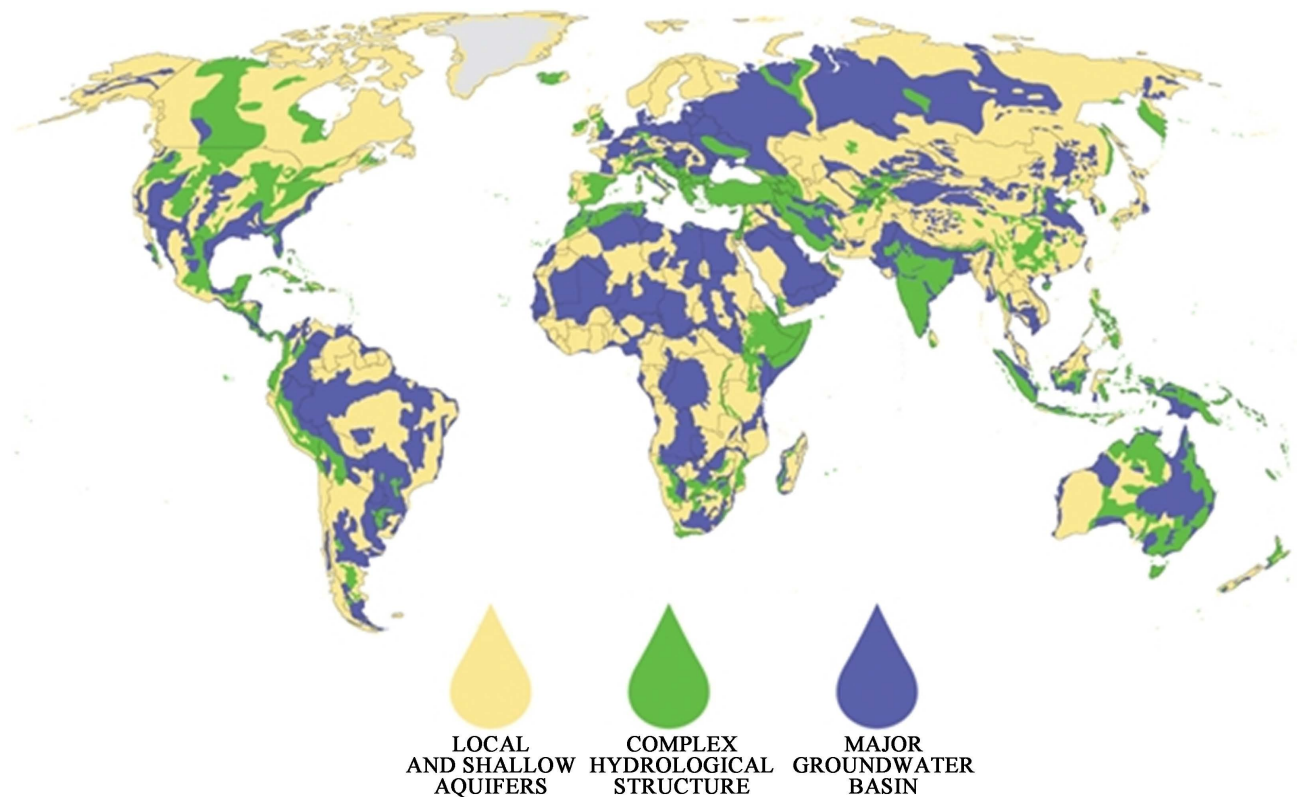 LOCAL
AND SHALLOW
AQUIFERS
COMPLEX
HYDROLOGICAL
STRUCTURE
MAJOR
GROUNDWATER
BASIN